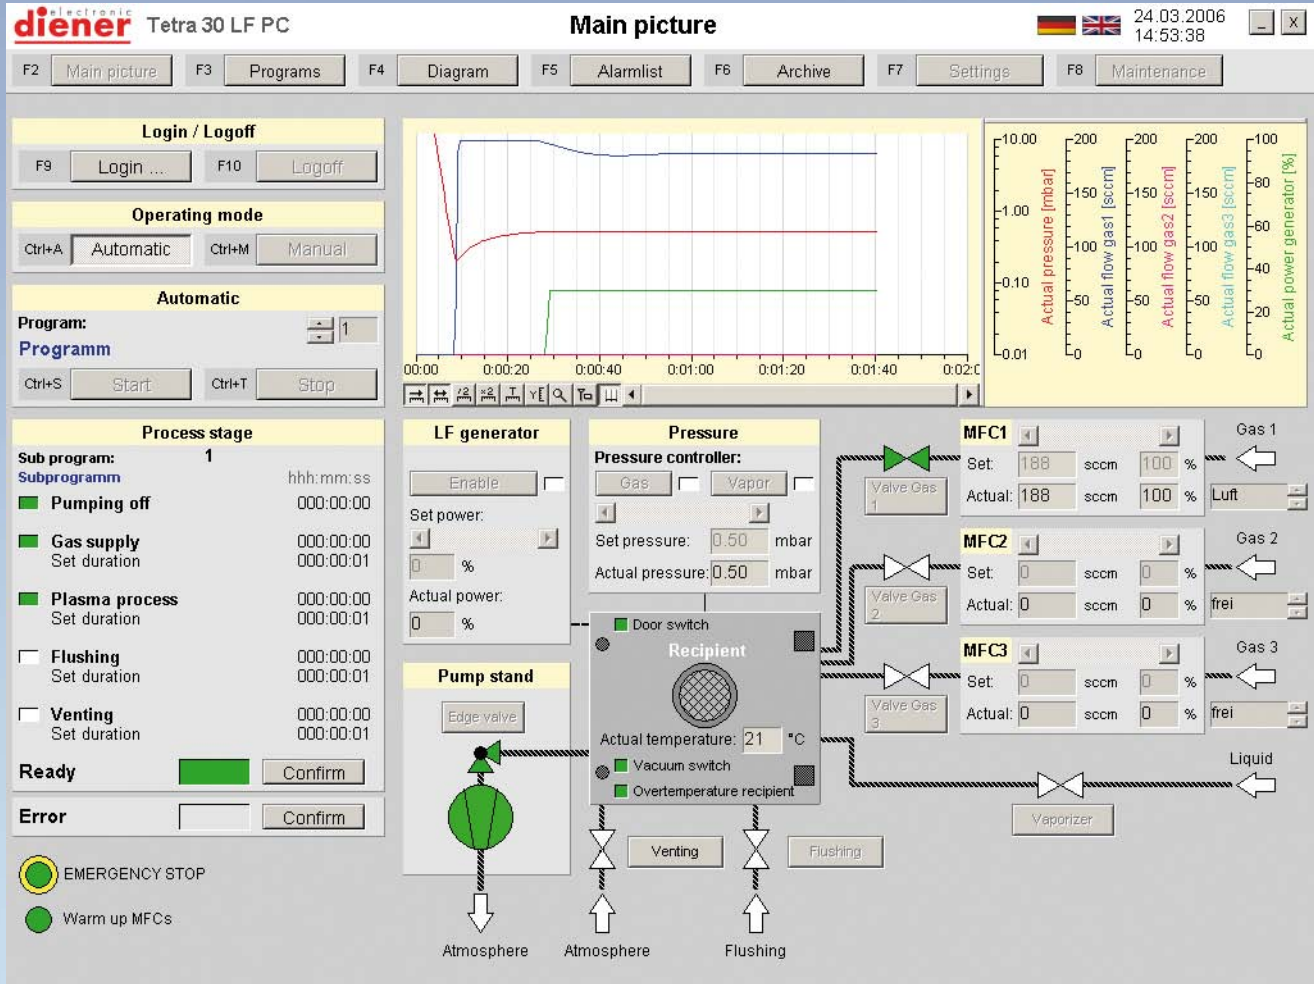 electronic
diener Tetra 30 LF PC Main picture 24.03.2006
14:53:38 _ X
F2 Main picture F3 Programs F4 Diagram F5 Alarmlist F6 Archive F7 Settings F8 Maintenance
Login / Logoff
F9 Login ... F10 Logoff
Operating mode
Ctrl+A Automatic Ctrl+M Manual
Automatic
Program: 1
Programm
Ctrl+S Start Ctrl+T Stop
00:00 0:00:20 0:00:40 0:01:00 0:01:20 0:01:40 0:02:0
Actual pressure [mbar]
10.00
1.00
0.10
0.01
Actual flow gas1 [sccm]
200
150
100
50
0
Actual flow gas2 [sccm]
200
150
100
50
0
Actual flow gas3 [sccm]
200
150
100
50
0
Actual power generator [%]
100
80
60
40
20
0
Process stage
Sub program: 1
Subprogramm hhh:mm:ss
Pumping off 000:00:00
Gas supply 000:00:00
Set duration 000:00:01
Plasma process 000:00:00
Set duration 000:00:01
Flushing 000:00:00
Set duration 000:00:01
Venting 000:00:00
Set duration 000:00:01
Ready Confirm
Error Confirm
EMERGENCY STOP
Warm up MFCs
LF generator
Enable
Set power:
0 %
Actual power:
0 %
Pressure
Pressure controller:
Gas Vapor
Set pressure: 0.50 mbar
Actual pressure: 0.50 mbar
Door switch
Recipient
Actual temperature: 21 °C
Vacuum switch
Overtemperature recipient
Pump stand
Edge valve
Venting
Flushing
Atmosphere Atmosphere Flushing
Valve Gas
1
MFC1 Gas 1
Set: 188 sccm 100 %
Actual: 188 sccm 100 % Luft
Valve Gas
2
MFC2 Gas 2
Set: 0 sccm 0 %
Actual: 0 sccm 0 % frei
Valve Gas
3
MFC3 Gas 3
Set: 0 sccm 0 %
Actual: 0 sccm 0 % frei
Liquid
Vaporizer